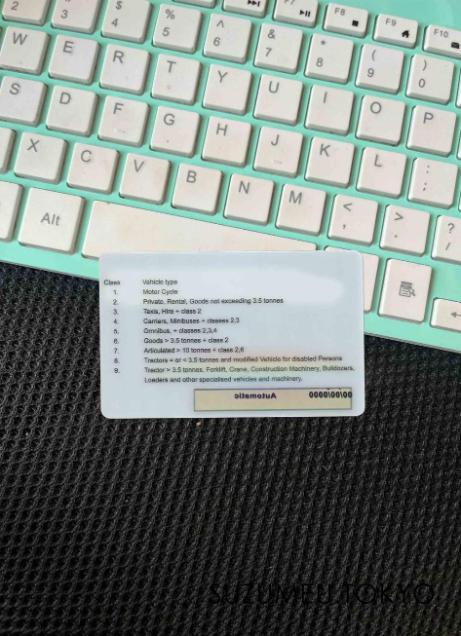 2 # 3 $ 4 % 5 ^ 6 & 7 * 8 ( 9 ) 0
F7 F8 F9 F10
W E R T Y U I O P
S D F G H J K L : ;
X C V B N M < , > . ? /
Alt
Class Vehicle type
1. Motor Cycle
2. Private, Rental, Goods not exceeding 3.5 tonnes
3. Taxis, Hire + class 2
4. Carriers, Minibuses + classes 2,3
5. Omnibus, + classes 2,3,4
6. Goods > 3.5 tonnes + class 2
7. Articulated > 10 tonnes + class 2,6
8. Tractors = or < 3.5 tonnes and modified Vehicle for disabled Persons
9. Tractor > 3.5 tonnes, Forklift, Crane, Construction Machinery, Bulldozers,
Loaders and other specialised vehicles and machinery.
Automatic 00/00/0000
SUZUMEU TOKYO